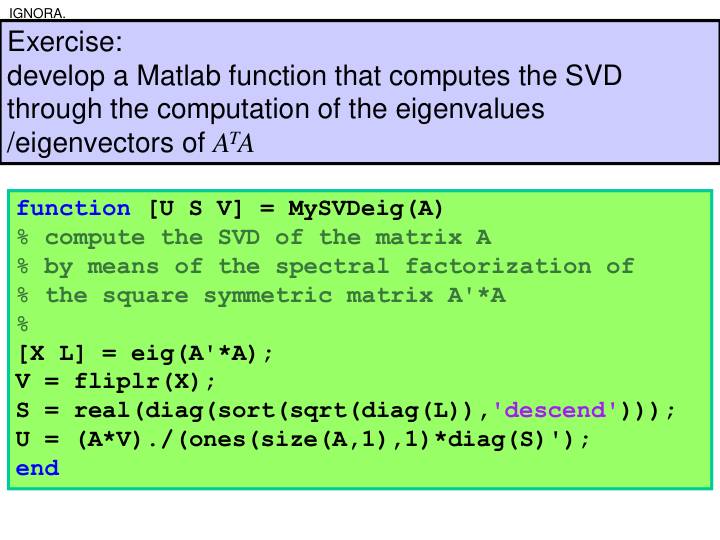 IGNORA.
Exercise:
develop a Matlab function that computes the SVD
through the computation of the eigenvalues
/eigenvectors of AᵀA
function [U S V] = MySVDeig(A)
% compute the SVD of the matrix A
% by means of the spectral factorization of
% the square symmetric matrix A'*A
%
[X L] = eig(A'*A);
V = fliplr(X);
S = real(diag(sort(sqrt(diag(L)),'descend')));
U = (A*V)./(ones(size(A,1),1)*diag(S)');
end